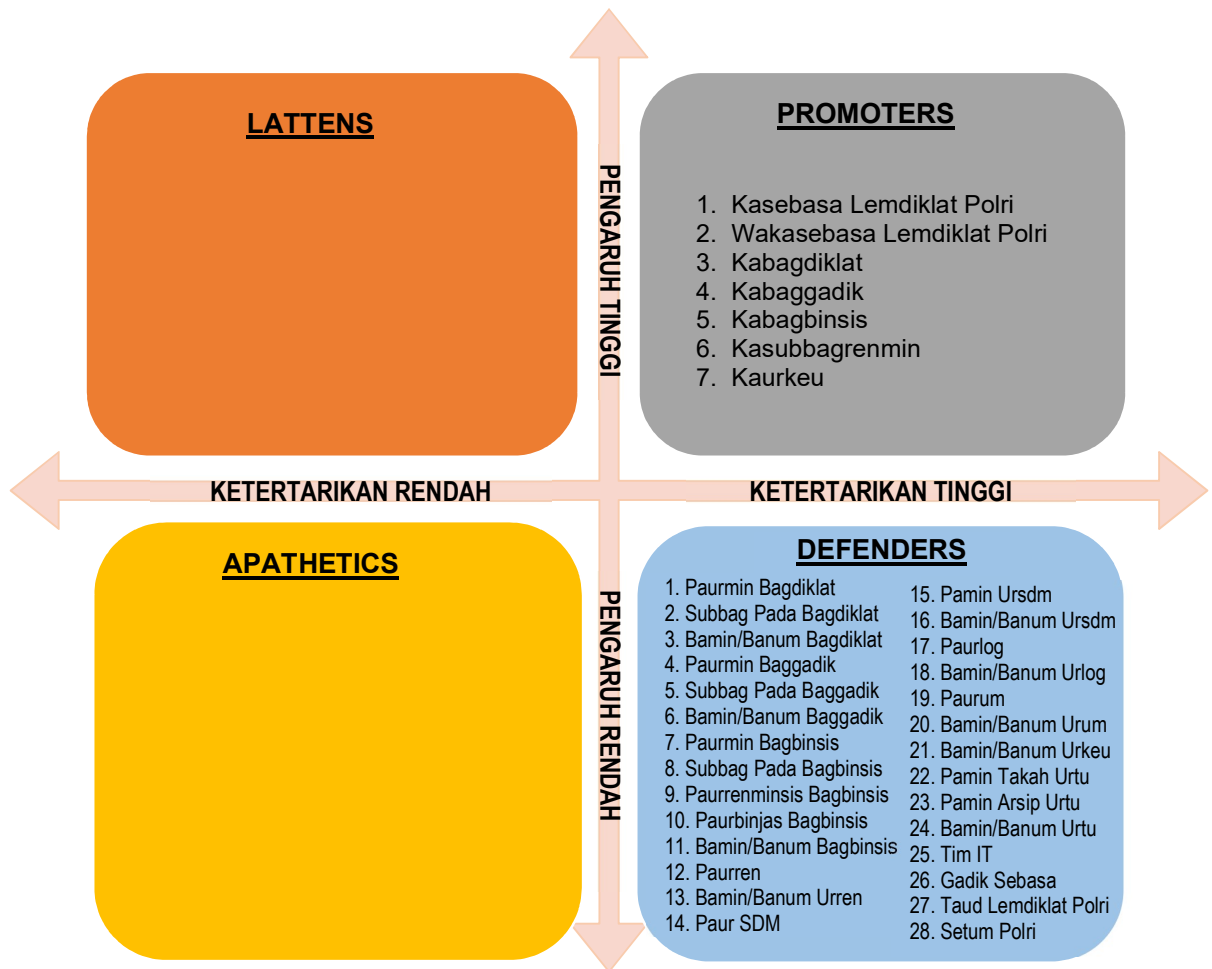 LATTENS
PROMOTERS
1. Kasebasa Lemdiklat Polri
2. Wakasebasa Lemdiklat Polri
3. Kabagdiklat
4. Kabaggadik
5. Kabagbinsis
6. Kasubbagrenmin
7. Kaurkeu
PENGARUH TINGGI
KETERTARIKAN RENDAH
KETERTARIKAN TINGGI
APATHETICS
PENGARUH RENDAH
DEFENDERS
1. Paurmin Bagdiklat
2. Subbag Pada Bagdiklat
3. Bamin/Banum Bagdiklat
4. Paurmin Baggadik
5. Subbag Pada Baggadik
6. Bamin/Banum Baggadik
7. Paurmin Bagbinsis
8. Subbag Pada Bagbinsis
9. Paurrenminsis Bagbinsis
10. Paurbinjas Bagbinsis
11. Bamin/Banum Bagbinsis
12. Paurren
13. Bamin/Banum Urren
14. Paur SDM
15. Pamin Ursdm
16. Bamin/Banum Ursdm
17. Paurlog
18. Bamin/Banum Urlog
19. Paurum
20. Bamin/Banum Urum
21. Bamin/Banum Urkeu
22. Pamin Takah Urtu
23. Pamin Arsip Urtu
24. Bamin/Banum Urtu
25. Tim IT
26. Gadik Sebasa
27. Taud Lemdiklat Polri
28. Setum Polri